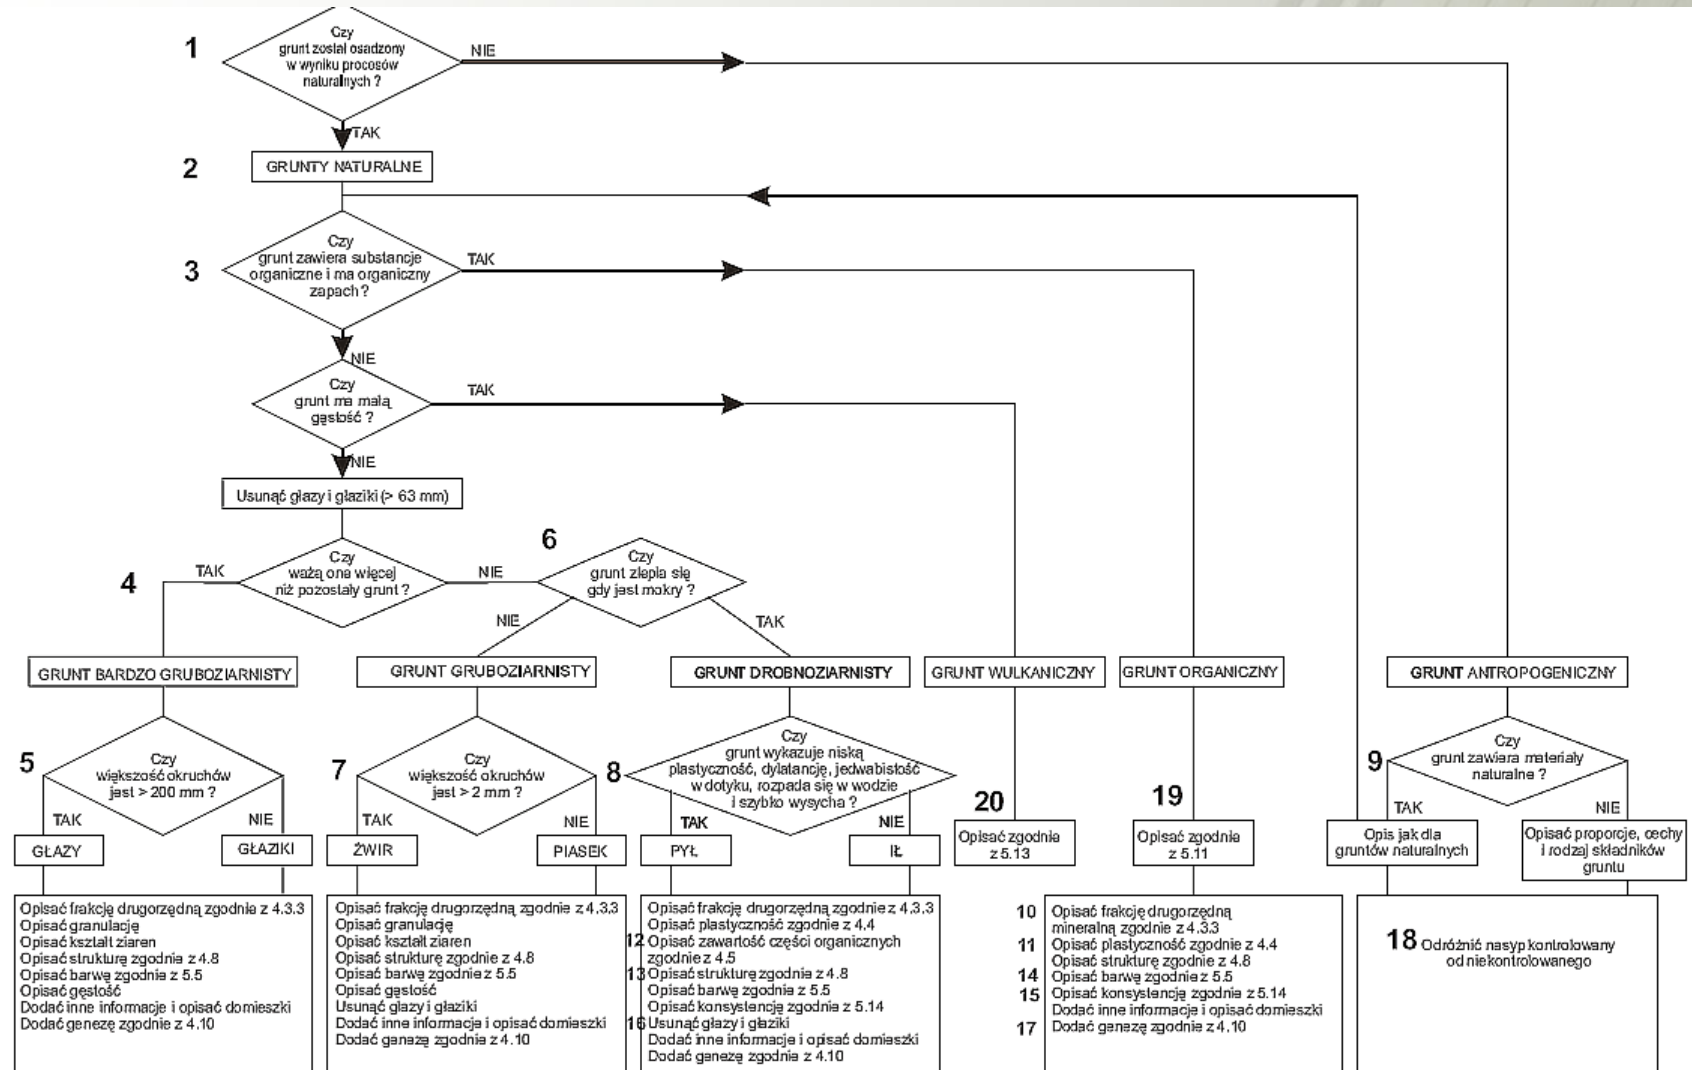 1
Czy
grunt został osadzony
w wyniku procosów
naturalnych ?
NIE
TAK
2
GRUNTY NATURALNE
3
Czy
grunt zawiera substancje
organiczne i ma organiczny
zapach ?
TAK
NIE
Czy
grunt ma małą
gęstość ?
TAK
NIE
Usunąć głazy i głaziki (> 63 mm)
4
Czy
ważą one więcej
niż pozostały grunt ?
TAK
NIE
6
Czy
grunt zlepia się
gdy jest mokry ?
NIE
TAK
GRUNT BARDZO GRUBOZIARNISTY
GRUNT GRUBOZIARNISTY
GRUNT DROBNOZIARNISTY
GRUNT WULKANICZNY
GRUNT ORGANICZNY
GRUNT ANTROPOGENICZNY
5
Czy
większość okruchów
jest > 200 mm ?
TAK
NIE
GŁAZY
GŁAZIKI
7
Czy
większość okruchów
jest > 2 mm ?
TAK
NIE
ŻWIR
PIASEK
8
Czy
grunt wykazuje niską
plastyczność, dylatancję, jedwabistość
w dotyku, rozpada się w wodzie
i szybko wysycha ?
TAK
NIE
PYŁ
IŁ
20
Opisać zgodnie
z 5.13
19
Opisać zgodnie
z 5.11
9
Czy
grunt zawiera materiały
naturalne ?
TAK
NIE
Opis jak dla
gruntów naturalnych
Opisać proporcje, cechy
i rodzaj składników
gruntu
Opisać frakcję drugorzędną zgodnie z 4.3.3
Opisać granulację
Opisać kształt ziaren
Opisać strukturę zgodnie z 4.8
Opisać barwę zgodnie z 5.5
Opisać gęstość
Dodać inne informacje i opisać domieszki
Dodać genezę zgodnie z 4.10
Opisać frakcję drugorzędną zgodnie z 4.3.3
Opisać granulację
Opisać kształt ziaren
Opisać strukturę zgodnie z 4.8
Opisać barwę zgodnie z 5.5
Opisać gęstość
Usunąć głazy i głaziki
Dodać inne informacje i opisać domieszki
Dodać genezę zgodnie z 4.10
Opisać frakcję drugorzędną zgodnie z 4.3.3
Opisać plastyczność zgodnie z 4.4
12 Opisać zawartość części organicznych
zgodnie z 4.5
13 Opisać strukturę zgodnie z 4.8
Opisać barwę zgodnie z 5.5
Opisać konsystencję zgodnie z 5.14
16 Usunąć głazy i głaziki
Dodać inne informacje i opisać domieszki
Dodać genezę zgodnie z 4.10
10 Opisać frakcję drugorzędną
mineralną zgodnie z 4.3.3
11 Opisać plastyczność zgodnie z 4.4
Opisać strukturę zgodnie z 4.8
14 Opisać barwę zgodnie z 5.5
15 Opisać konsystencję zgodnie z 5.14
Dodać inne informacje i opisać domieszki
17 Dodać genezę zgodnie z 4.10
18 Odróżnić nasyp kontrolowany
od niekontrolowanego